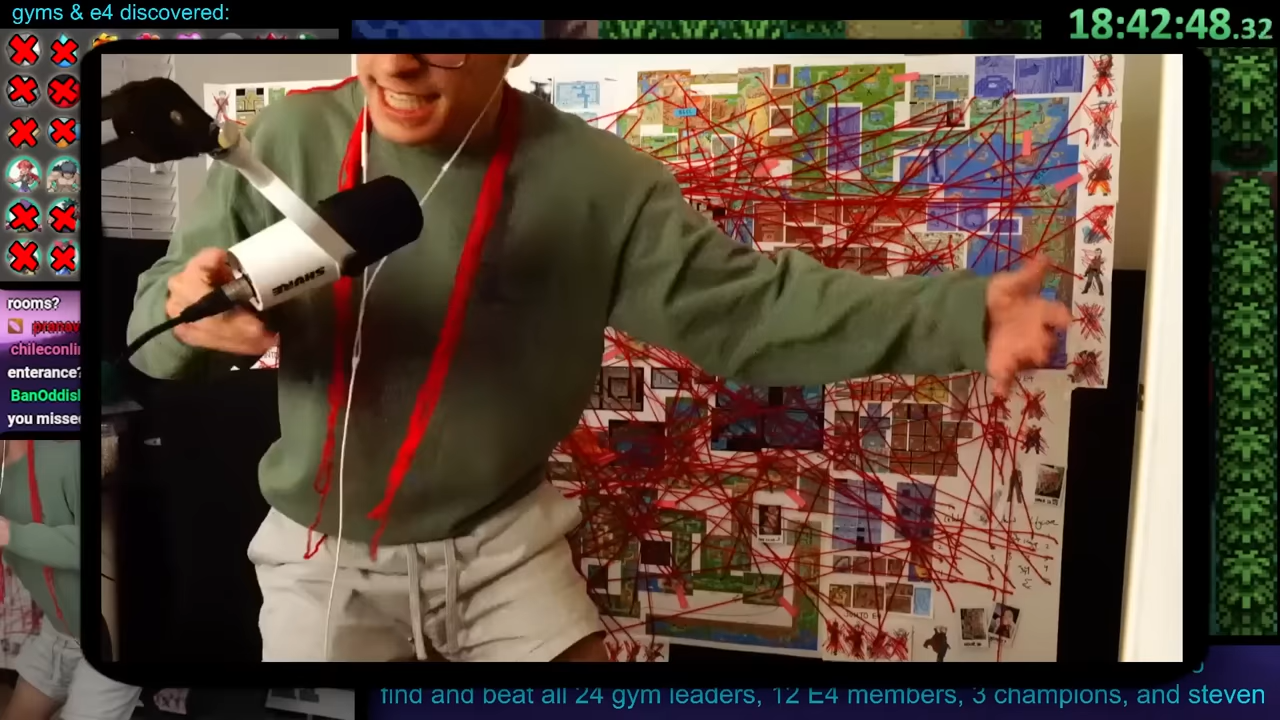 gyms & e4 discovered:
18:42:48.32
rooms?
chileconli
enterance?
BanOddis
you misse
SHURE
find and beat all 24 gym leaders, 12 E4 members, 3 champions, and steven